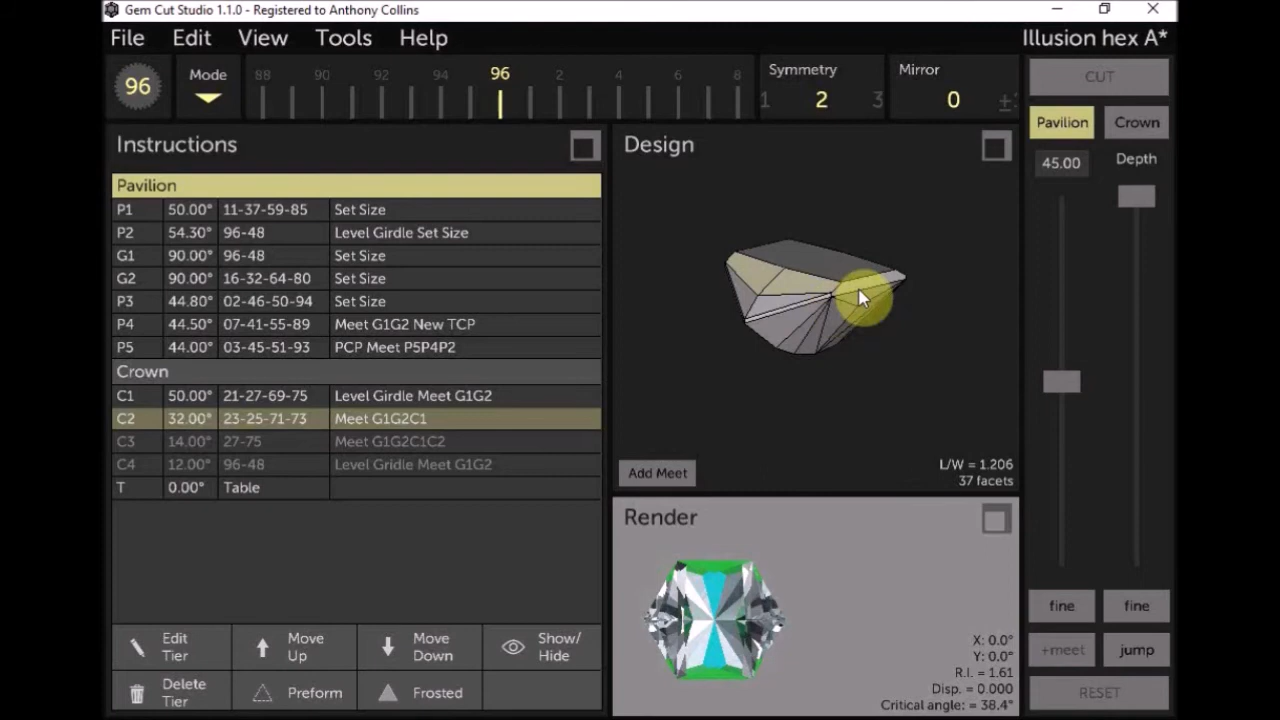 Gem Cut Studio 1.1.0 - Registered to Anthony Collins
File Edit View Tools Help Illusion hex A*
96 Mode 88 90 92 94 96 2 4 6 8 Symmetry 1 2 3 Mirror 0 CUT
Pavilion Crown
Instructions
Design
45.00 Depth
Pavilion
P1 50.00° 11-37-59-85 Set Size
P2 54.30° 96-48 Level Girdle Set Size
G1 90.00° 96-48 Set Size
G2 90.00° 16-32-64-80 Set Size
P3 44.80° 02-46-50-94 Set Size
P4 44.50° 07-41-55-89 Meet G1G2 New TCP
P5 44.00° 03-45-51-93 PCP Meet P5P4P2
Crown
C1 50.00° 21-27-69-75 Level Girdle Meet G1G2
C2 32.00° 23-25-71-73 Meet G1G2C1
C3 14.00° 27-75 Meet G1G2C1C2
C4 12.00° 96-48 Level Gridle Meet G1G2
T 0.00° Table
Add Meet
L/W = 1.206
37 facets
Render
X: 0.0°
Y: 0.0°
R.I. = 1.61
Disp. = 0.000
Critical angle: = 38.4°
Edit Tier
Move Up
Move Down
Show/Hide
Delete Tier
Preform
Frosted
fine fine
+meet jump
RESET